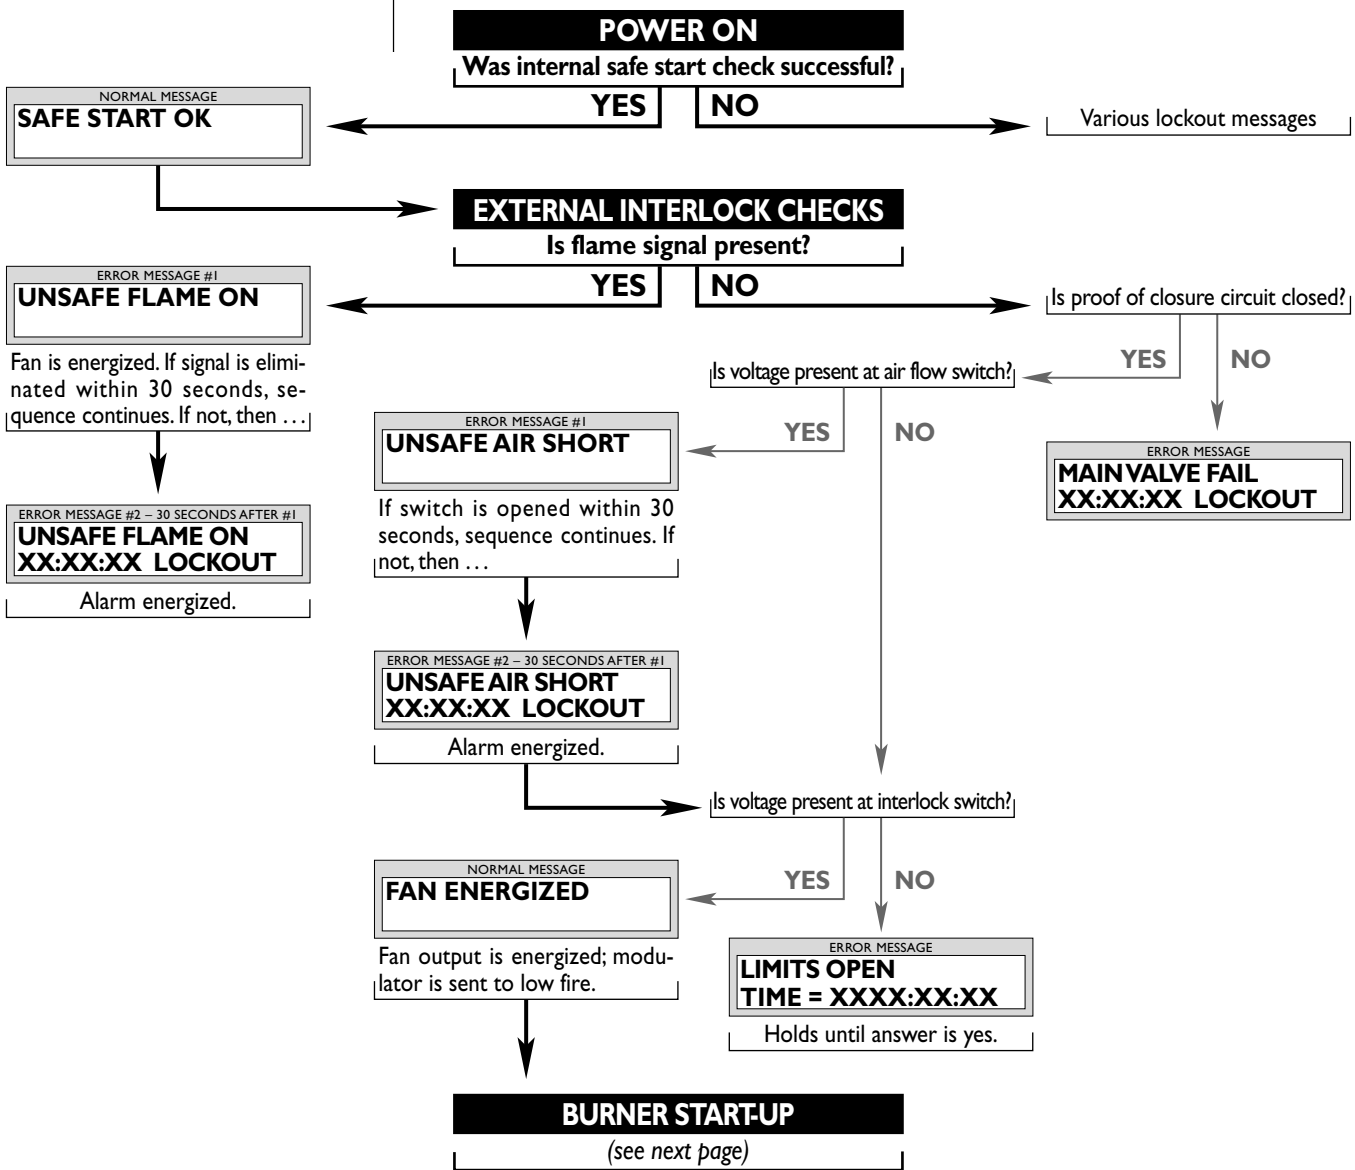 POWER ON
Was internal safe start check successful?
YES
NO
NORMAL MESSAGE
SAFE START OK
Various lockout messages
EXTERNAL INTERLOCK CHECKS
Is flame signal present?
YES
NO
ERROR MESSAGE #1
UNSAFE FLAME ON
Fan is energized. If signal is elimi-
nated within 30 seconds, se-
quence continues. If not, then . . .
ERROR MESSAGE #2 – 30 SECONDS AFTER #1
UNSAFE FLAME ON
XX:XX:XX LOCKOUT
Alarm energized.
Is proof of closure circuit closed?
YES
NO
ERROR MESSAGE
MAIN VALVE FAIL
XX:XX:XX LOCKOUT
Is voltage present at air flow switch?
YES
NO
ERROR MESSAGE #1
UNSAFE AIR SHORT
If switch is opened within 30
seconds, sequence continues. If
not, then . . .
ERROR MESSAGE #2 – 30 SECONDS AFTER #1
UNSAFE AIR SHORT
XX:XX:XX LOCKOUT
Alarm energized.
Is voltage present at interlock switch?
YES
NO
NORMAL MESSAGE
FAN ENERGIZED
Fan output is energized; modu-
lator is sent to low fire.
ERROR MESSAGE
LIMITS OPEN
TIME = XXXX:XX:XX
Holds until answer is yes.
BURNER START-UP
(see next page)